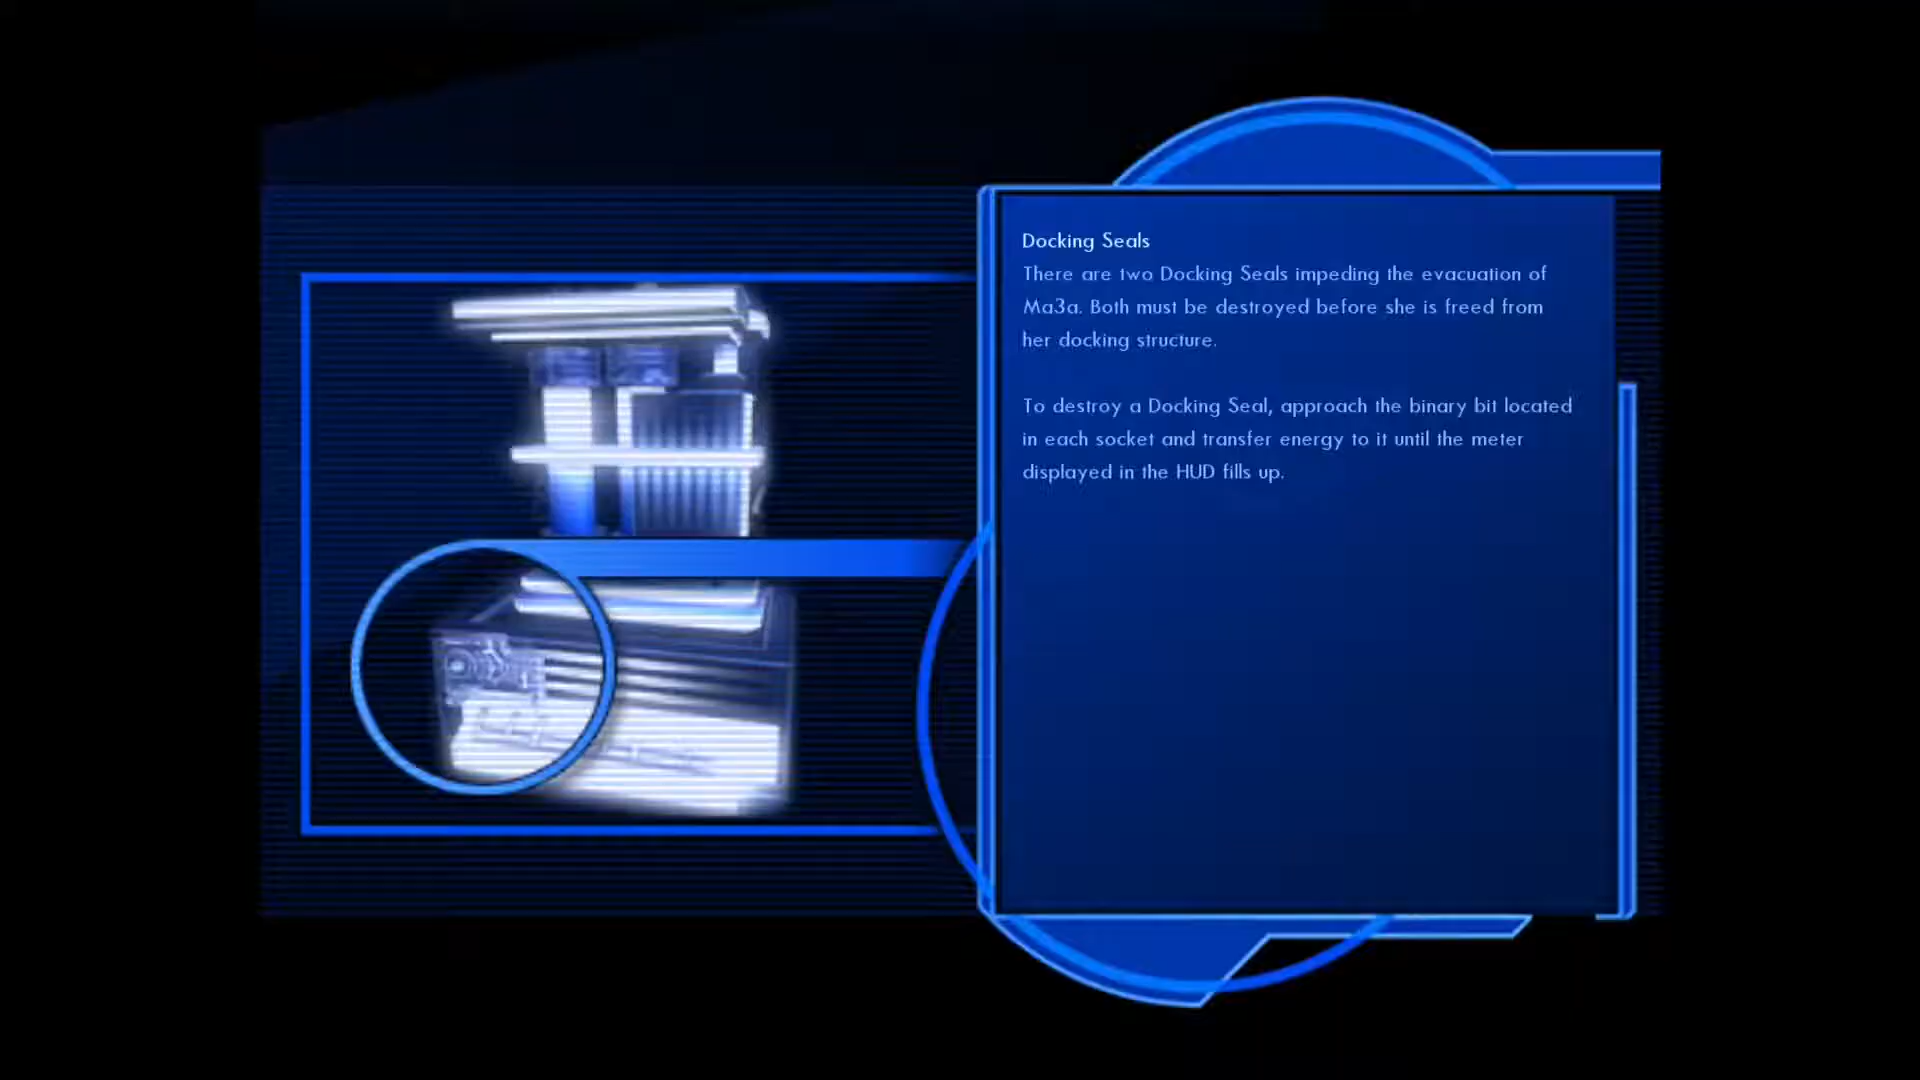 Docking Seals
There are two Docking Seals impeding the evacuation of
Ma3a. Both must be destroyed before she is freed from
her docking structure.
To destroy a Docking Seal, approach the binary bit located
in each socket and transfer energy to it until the meter
displayed in the HUD fills up.